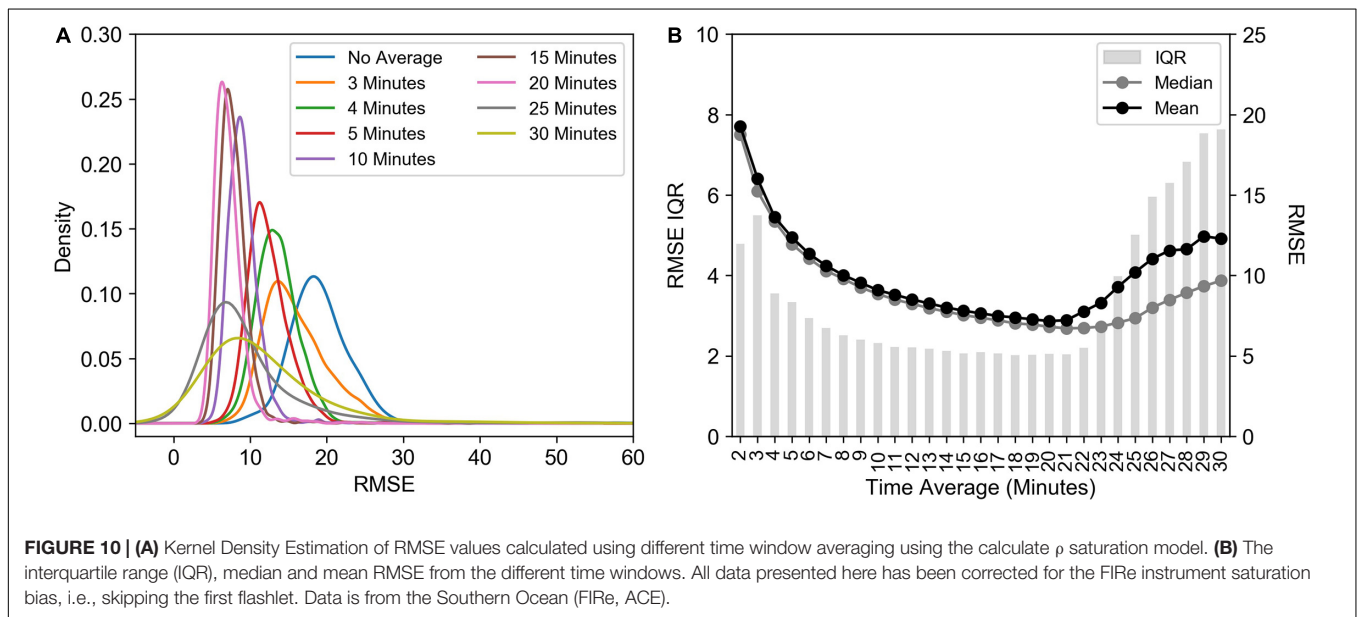 A
0.30
0.25
0.20
0.15
0.10
0.05
0.00
Density
0
10
20
30
40
50
60
RMSE
No Average
3 Minutes
4 Minutes
5 Minutes
10 Minutes
15 Minutes
20 Minutes
25 Minutes
30 Minutes
B
10
8
6
4
2
0
RMSE IQR
25
20
15
10
5
0
RMSE
IQR
Median
Mean
2 3 4 5 6 7 8 9 10 11 12 13 14 15 16 17 18 19 20 21 22 23 24 25 26 27 28 29 30
Time Average (Minutes)
FIGURE 10 | (A) Kernel Density Estimation of RMSE values calculated using different time window averaging using the calculate ρ saturation model. (B) The
interquartile range (IQR), median and mean RMSE from the different time windows. All data presented here has been corrected for the FIRe instrument saturation
bias, i.e., skipping the first flashlet. Data is from the Southern Ocean (FIRe, ACE).